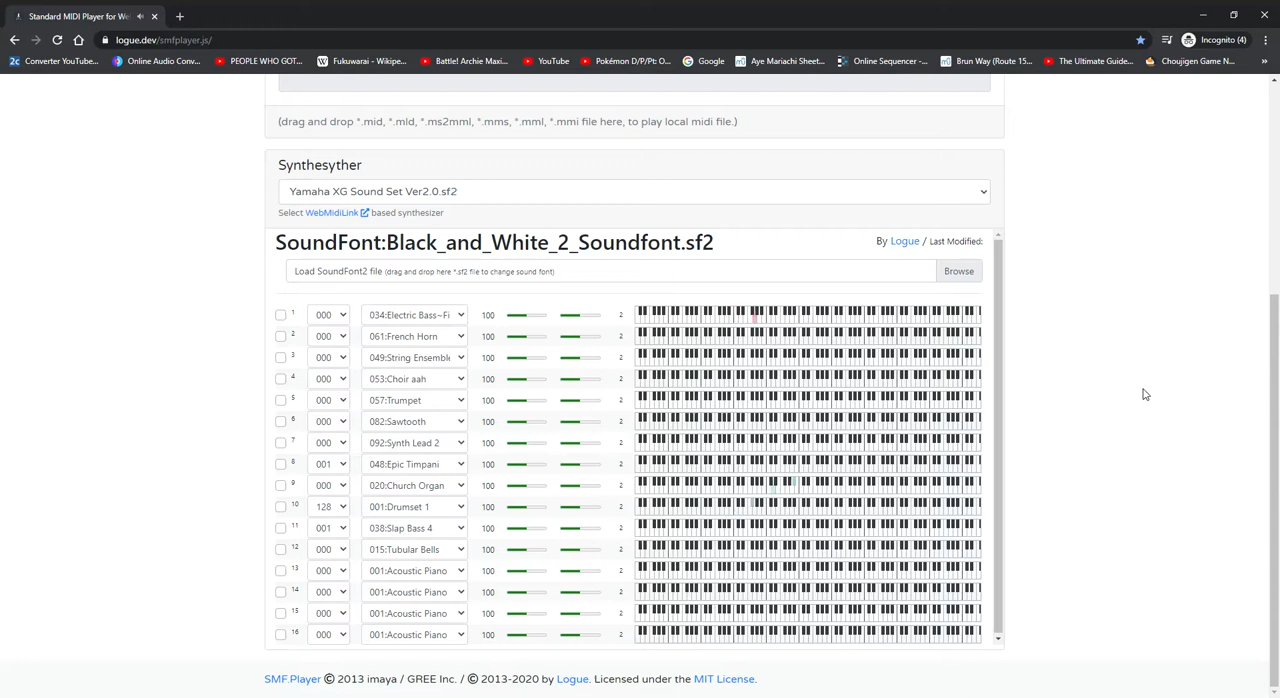 Standard MIDI Player for We
logue.dev/smfplayer.js/
Incognito (4)
Converter YouTube...
Online Audio Conv...
PEOPLE WHO GOT...
Fukuwarai - Wikipe...
Battle! Archie Maxi...
YouTube
Pokémon D/P/Pt: O...
Google
Aye Mariachi Sheet...
Online Sequencer -...
Brun Way (Route 15...
The Ultimate Guide...
Choujigen Game N...
(drag and drop *.mid, *.mld, *.ms2mml, *.mms, *.mml, *.mmi file here, to play local midi file.)
Synthesyther
Yamaha XG Sound Set Ver2.0.sf2
Select WebMidiLink based synthesizer
SoundFont:Black_and_White_2_Soundfont.sf2
By Logue / Last Modified:
Load SoundFont2 file (drag and drop here *.sf2 file to change sound font)
Browse
1 000 034:Electric Bass~Fi 100 2
2 000 061:French Horn 100 2
3 000 049:String Ensembl 100 2
4 000 053:Choir aah 100 2
5 000 057:Trumpet 100 2
6 000 082:Sawtooth 100 2
7 000 092:Synth Lead 2 100 2
8 001 048:Epic Timpani 100 2
9 000 020:Church Organ 100 2
10 128 001:Drumset 1 100 2
11 001 038:Slap Bass 4 100 2
12 000 015:Tubular Bells 100 2
13 000 001:Acoustic Piano 100 2
14 000 001:Acoustic Piano 100 2
15 000 001:Acoustic Piano 100 2
16 000 001:Acoustic Piano 100 2
SMF.Player © 2013 imaya / GREE Inc. / © 2013-2020 by Logue. Licensed under the MIT License.